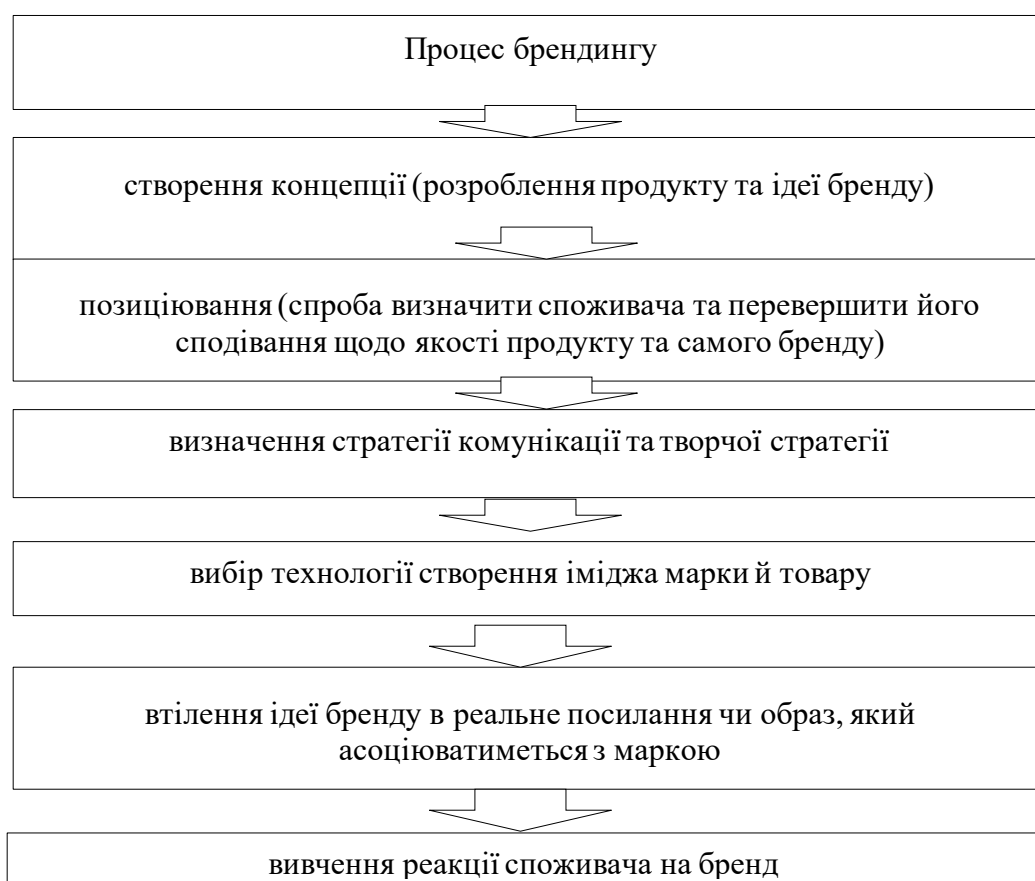 Процес брендингу
створення концепції (розроблення продукту та ідеї бренду)
позиціювання (спроба визначити споживача та перевершити його
сподівання щодо якості продукту та самого бренду)
визначення стратегії комунікації та творчої стратегії
вибір технології створення іміджа марки й товару
втілення ідеї бренду в реальне посилання чи образ, який
асоціюватиметься з маркою
вивчення реакції споживача на бренд